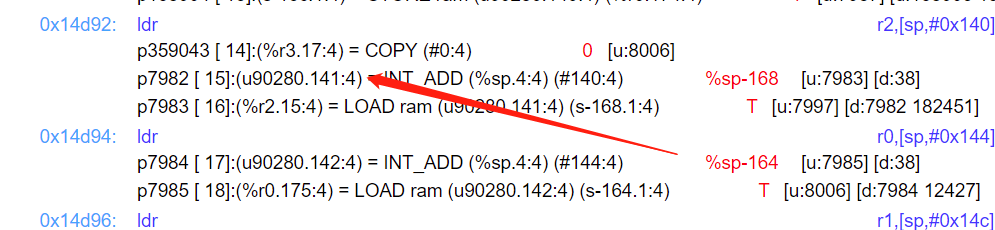 0x14d92: ldr r2,[sp,#0x140]
p359043 [ 14]:(%r3.17:4) = COPY (#0:4) 0 [u:8006]
p7982 [ 15]:(u90280.141:4) = INT_ADD (%sp.4:4) (#140:4) %sp-168 [u:7983] [d:38]
p7983 [ 16]:(%r2.15:4) = LOAD ram (u90280.141:4) (s-168.1:4) T [u:7997] [d:7982 182451]
0x14d94: ldr r0,[sp,#0x144]
p7984 [ 17]:(u90280.142:4) = INT_ADD (%sp.4:4) (#144:4) %sp-164 [u:7985] [d:38]
p7985 [ 18]:(%r0.175:4) = LOAD ram (u90280.142:4) (s-164.1:4) T [u:8006] [d:7984 12427]
0x14d96: ldr r1,[sp,#0x14c]